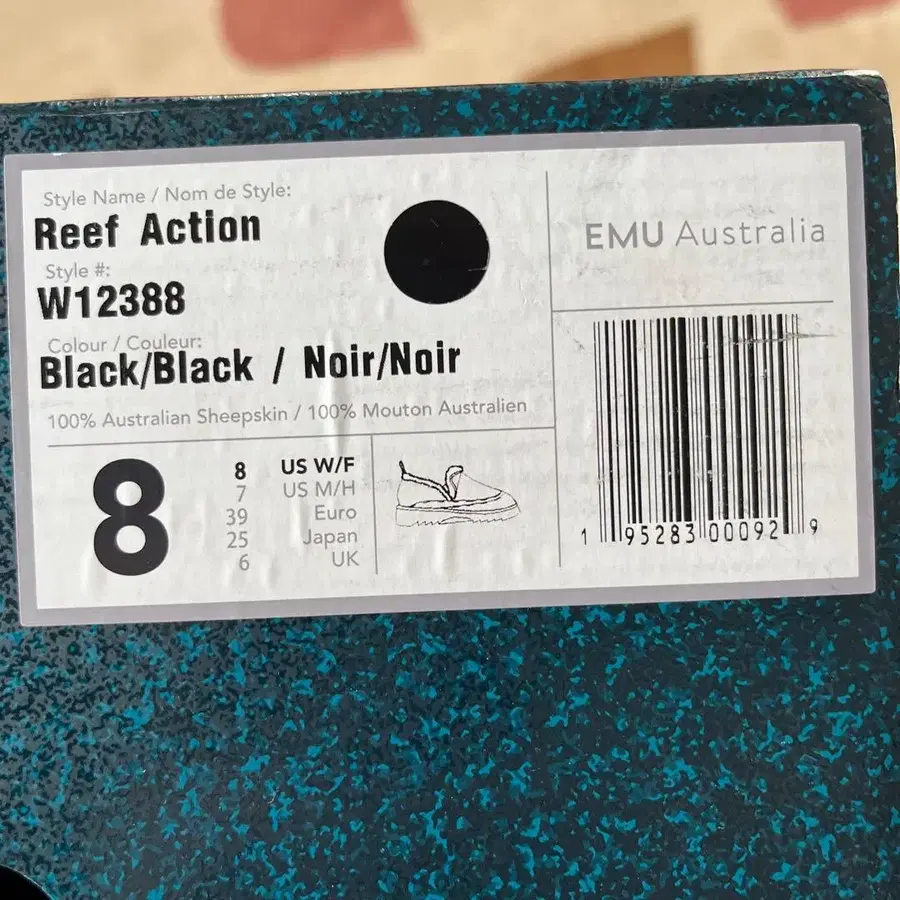 Style Name / Nom de Style:
Reef Action
Style #:
W12388
Colour / Couleur:
Black/Black / Noir/Noir
100% Australian Sheepskin / 100% Mouton Australien
8
8 US W/F
7 US M/H
39 Euro
25 Japan
6 UK
EMU Australia
1 95283 00092 9